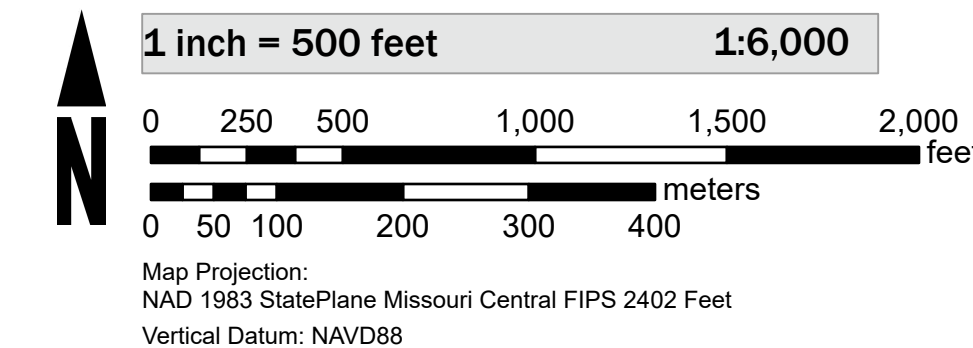 1 inch = 500 feet 1:6,000
0 250 500 1,000 1,500 2,000
feet
N
meters
0 50 100 200 300 400
Map Projection:
NAD 1983 StatePlane Missouri Central FIPS 2402 Feet
Vertical Datum: NAVD88